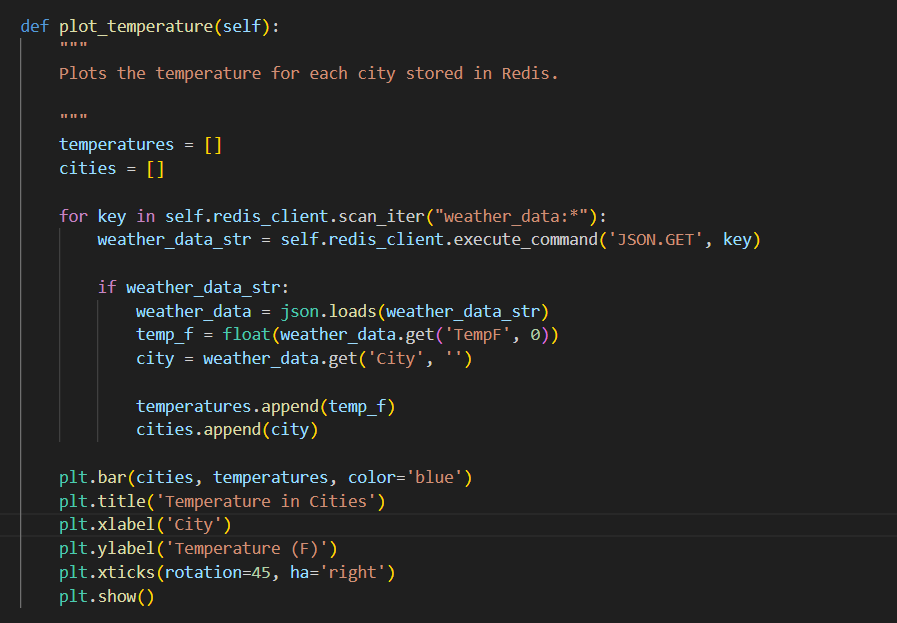 def plot_temperature(self):
    """
    Plots the temperature for each city stored in Redis.

    """
    temperatures = []
    cities = []

    for key in self.redis_client.scan_iter("weather_data:*"):
        weather_data_str = self.redis_client.execute_command('JSON.GET', key)

        if weather_data_str:
            weather_data = json.loads(weather_data_str)
            temp_f = float(weather_data.get('TempF', 0))
            city = weather_data.get('City', '')

            temperatures.append(temp_f)
            cities.append(city)

    plt.bar(cities, temperatures, color='blue')
    plt.title('Temperature in Cities')
    plt.xlabel('City')
    plt.ylabel('Temperature (F)')
    plt.xticks(rotation=45, ha='right')
    plt.show()